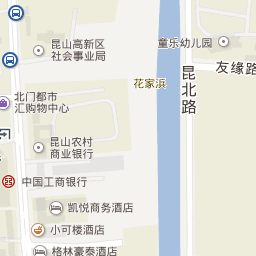 昆山高新区
社会事业局
童乐幼儿园
友缘路
昆北路
花家浜
北门都市
汇购物中心
昆山农村
商业银行
中国工商银行
凯悦商务酒店
小可楼酒店
格林豪泰酒店